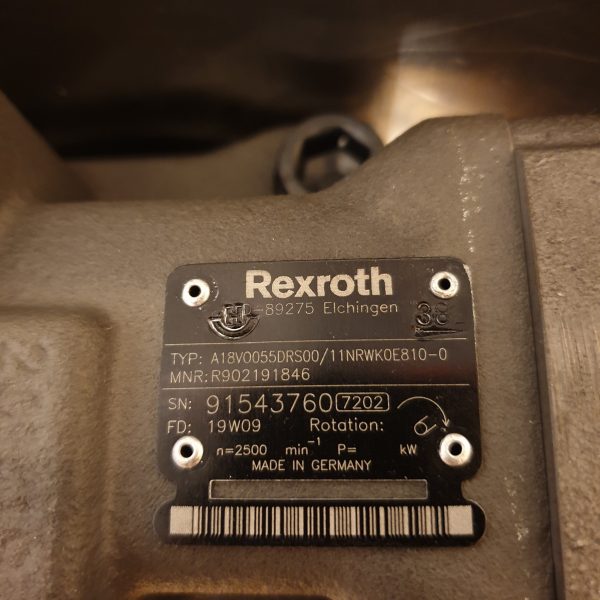 Rexroth
D-89275 Elchingen
38
TYP: A18VO055DRS00/11NRWK0E810-0
MNR: R902191846
SN: 91543760 7202
FD: 19W09 Rotation:
n=2500 min⁻¹ P= kW
MADE IN GERMANY